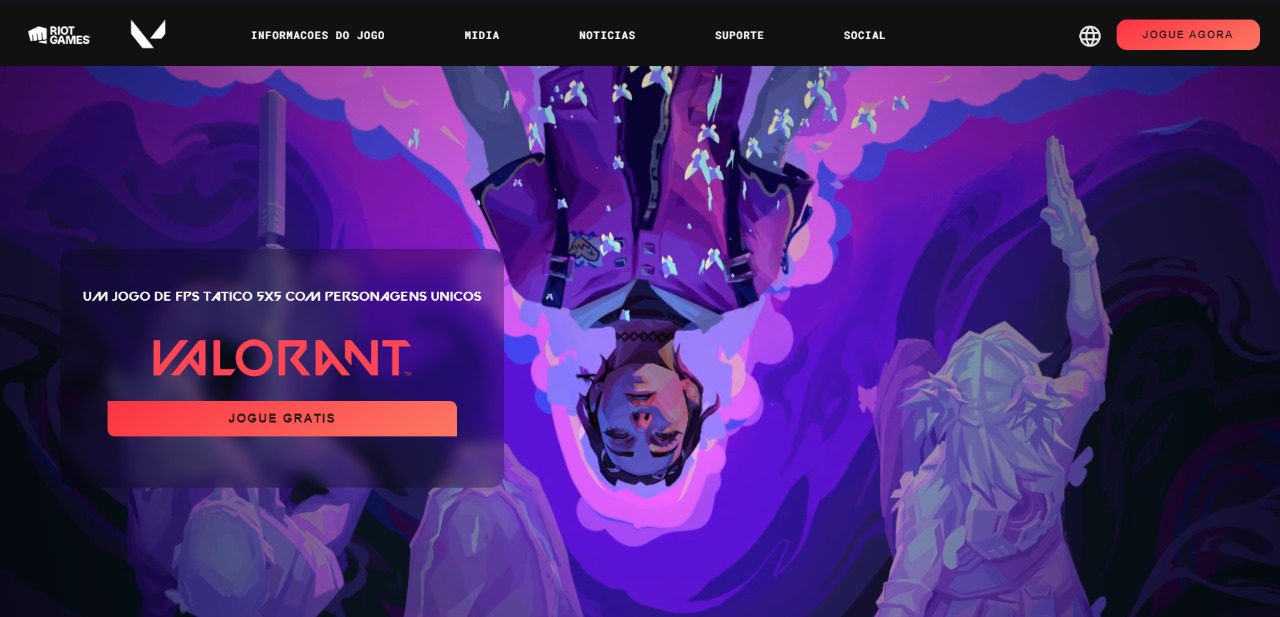 RIOT
GAMES
INFORMACOES DO JOGO
MIDIA
NOTICIAS
SUPORTE
SOCIAL
JOGUE AGORA
UM JOGO DE FPS TATICO 5X5 COM PERSONAGENS UNICOS
VALORANT™
JOGUE GRATIS